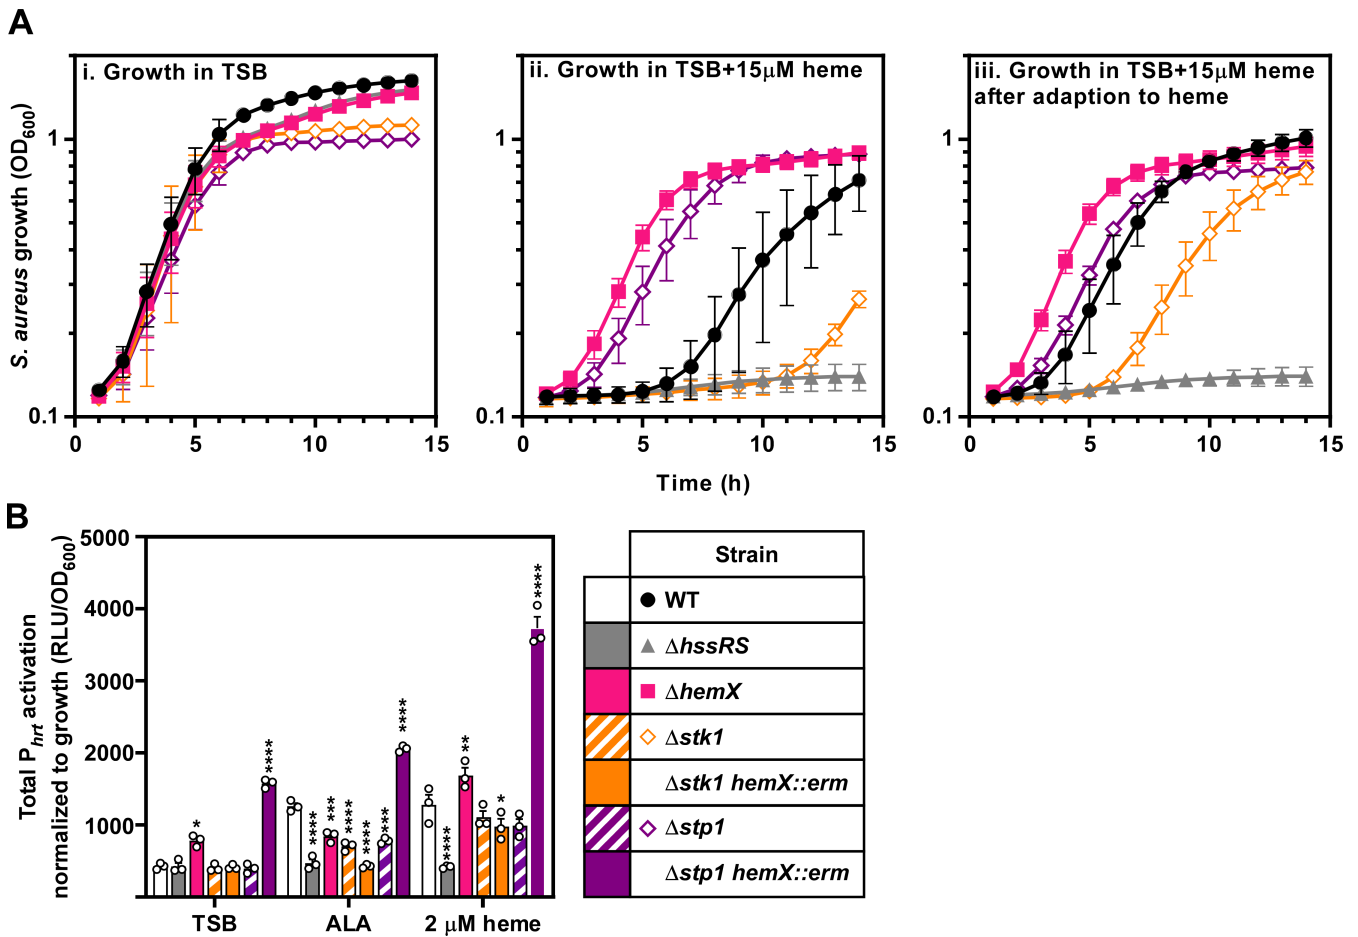 A
i. Growth in TSB
ii. Growth in TSB+15μM heme
iii. Growth in TSB+15μM heme
after adaption to heme
S. aureus growth (OD600)
1
0.1
0 5 10 15
1
0.1
0 5 10 15
1
0.1
0 5 10 15
Time (h)
B
Total Phrt activation
normalized to growth (RLU/OD600)
5000
4000
3000
2000
1000
*
****
****
***
****
****
***
****
****
**
*
****
TSB
ALA
2 μM heme
Strain
WT
ΔhssRS
ΔhemX
Δstk1
Δstk1 hemX::erm
Δstp1
Δstp1 hemX::erm